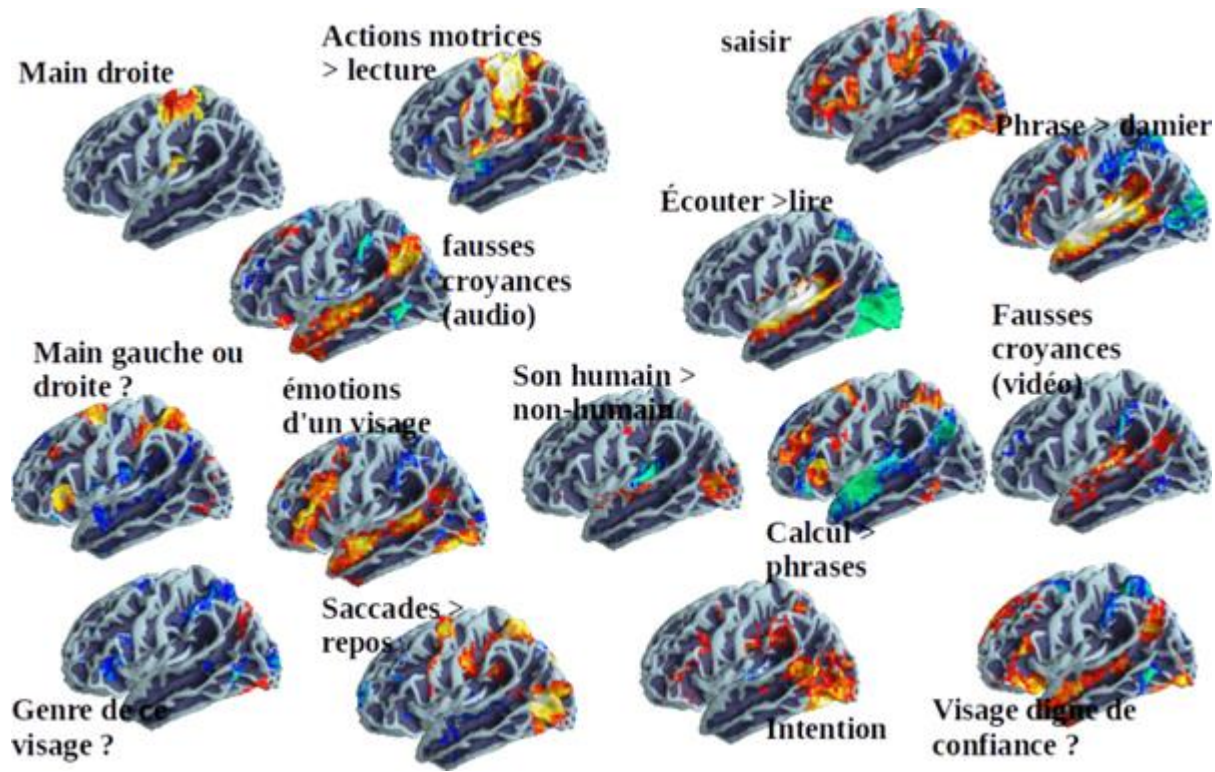 Main droite
Actions motrices
> lecture
saisir
Phrase > damier
Écouter >lire
fausses
croyances
(audio)
Fausses
croyances
(vidéo)
Main gauche ou
droite ?
émotions
d'un visage
Son humain >
non-humain
Calcul >
phrases
Saccades >
repos
Genre de ce
visage ?
Intention
Visage digne de
confiance ?